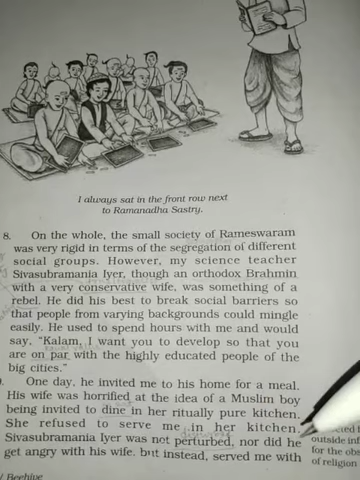 I always sat in the front row next
to Ramanadha Sastry.
8. On the whole, the small society of Rameswaram
was very rigid in terms of the segregation of different
social groups. However, my science teacher
Sivasubramania Iyer, though an orthodox Brahmin
with a very conservative wife, was something of a
rebel. He did his best to break social barriers so
that people from varying backgrounds could mingle
easily. He used to spend hours with me and would
say, “Kalam, I want you to develop so that you
are on par with the highly educated people of the
big cities.”
One day, he invited me to his home for a meal.
His wife was horrified at the idea of a Muslim boy
being invited to dine in her ritually pure kitchen.
She refused to serve me in her kitchen.
Sivasubramania Iyer was not perturbed, nor did he
get angry with his wife, but instead, served me with
outside inf
for the obs
of religion
/ Beehive